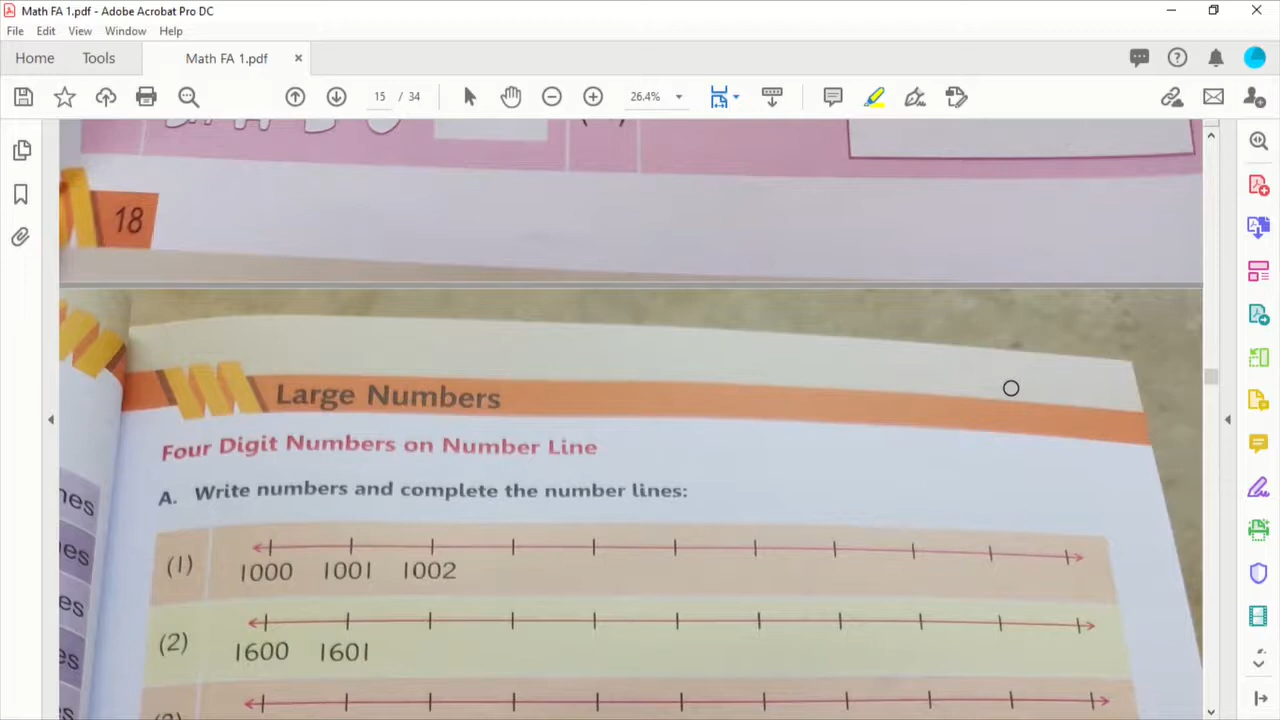 Math FA 1.pdf - Adobe Acrobat Pro DC
File Edit View Window Help
Home Tools Math FA 1.pdf
15 / 34 26.4%
18
Large Numbers
Four Digit Numbers on Number Line
A. Write numbers and complete the number lines:
(1)
1000 1001 1002
(2)
1600 1601